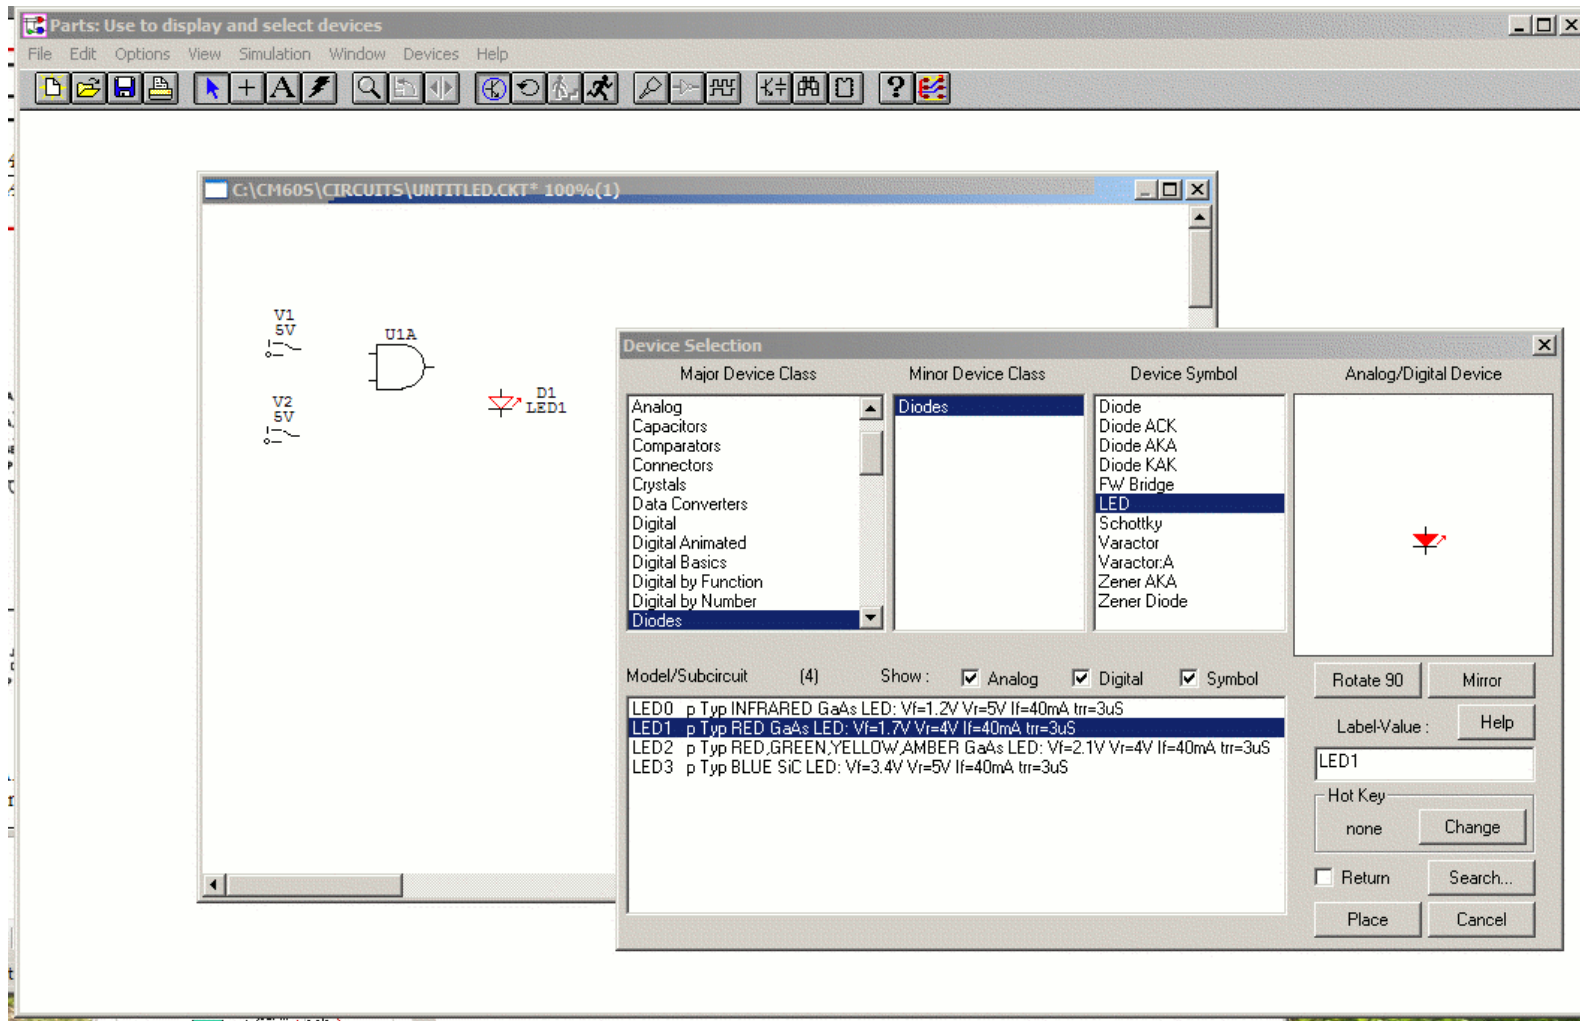 Parts: Use to display and select devices
File Edit Options View Simulation Window Devices Help
C:\CM60S\CIRCUITS\UNTITLED.CKT* 100%(1)
V1
5V
U1A
V2
5V
D1
LED1
Device Selection
Major Device Class Minor Device Class Device Symbol Analog/Digital Device
Analog
Capacitors
Comparators
Connectors
Crystals
Data Converters
Digital
Digital Animated
Digital Basics
Digital by Function
Digital by Number
Diodes
Diodes
Diode
Diode ACK
Diode AKA
Diode KAK
FW Bridge
LED
Schottky
Varactor
Varactor:A
Zener AKA
Zener Diode
Model/Subcircuit (4) Show : Analog Digital Symbol
LED0 p Typ INFRARED GaAs LED: Vf=1.2V Vr=5V If=40mA trr=3uS
LED1 p Typ RED GaAs LED: Vf=1.7V Vr=4V If=40mA trr=3uS
LED2 p Typ RED,GREEN,YELLOW,AMBER GaAs LED: Vf=2.1V Vr=4V If=40mA trr=3uS
LED3 p Typ BLUE SiC LED: Vf=3.4V Vr=5V If=40mA trr=3uS
Rotate 90 Mirror
Label-Value : Help
LED1
Hot Key
none Change
Return Search...
Place Cancel